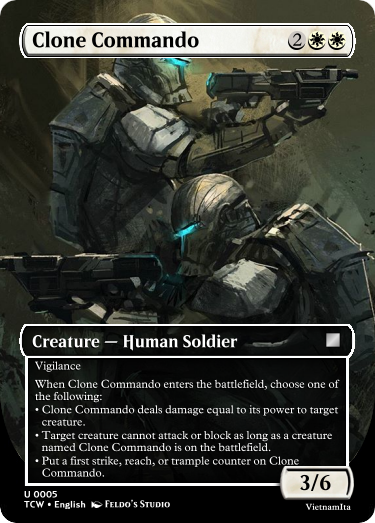 Clone Commando 2
Creature — Human Soldier
Vigilance
When Clone Commando enters the battlefield, choose one of
the following:
• Clone Commando deals damage equal to its power to target
creature.
• Target creature cannot attack or block as long as a creature
named Clone Commando is on the battlefield.
• Put a first strike, reach, or trample counter on Clone
Commando.
3/6
U 0005
TCW • English Feldo's Studio
VietnamIta